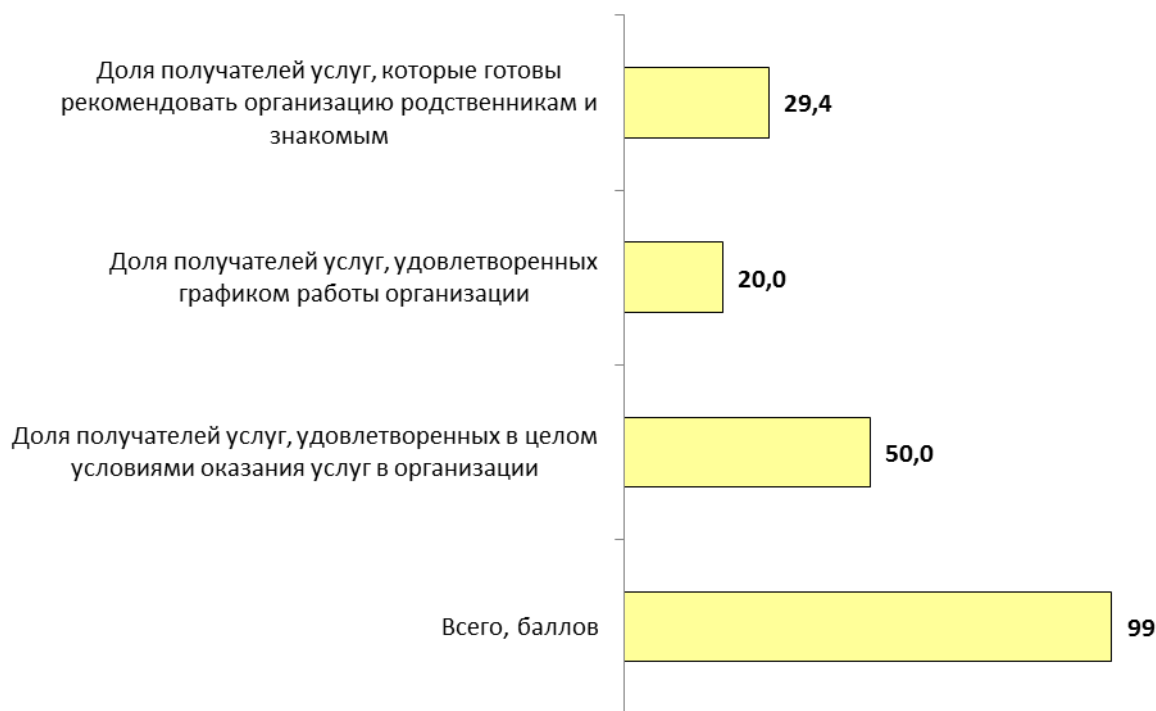 Доля получателей услуг, которые готовы
рекомендовать организацию родственникам и
знакомым
29,4
Доля получателей услуг, удовлетворенных
графиком работы организации
20,0
Доля получателей услуг, удовлетворенных в целом
условиями оказания услуг в организации
50,0
Всего, баллов
99